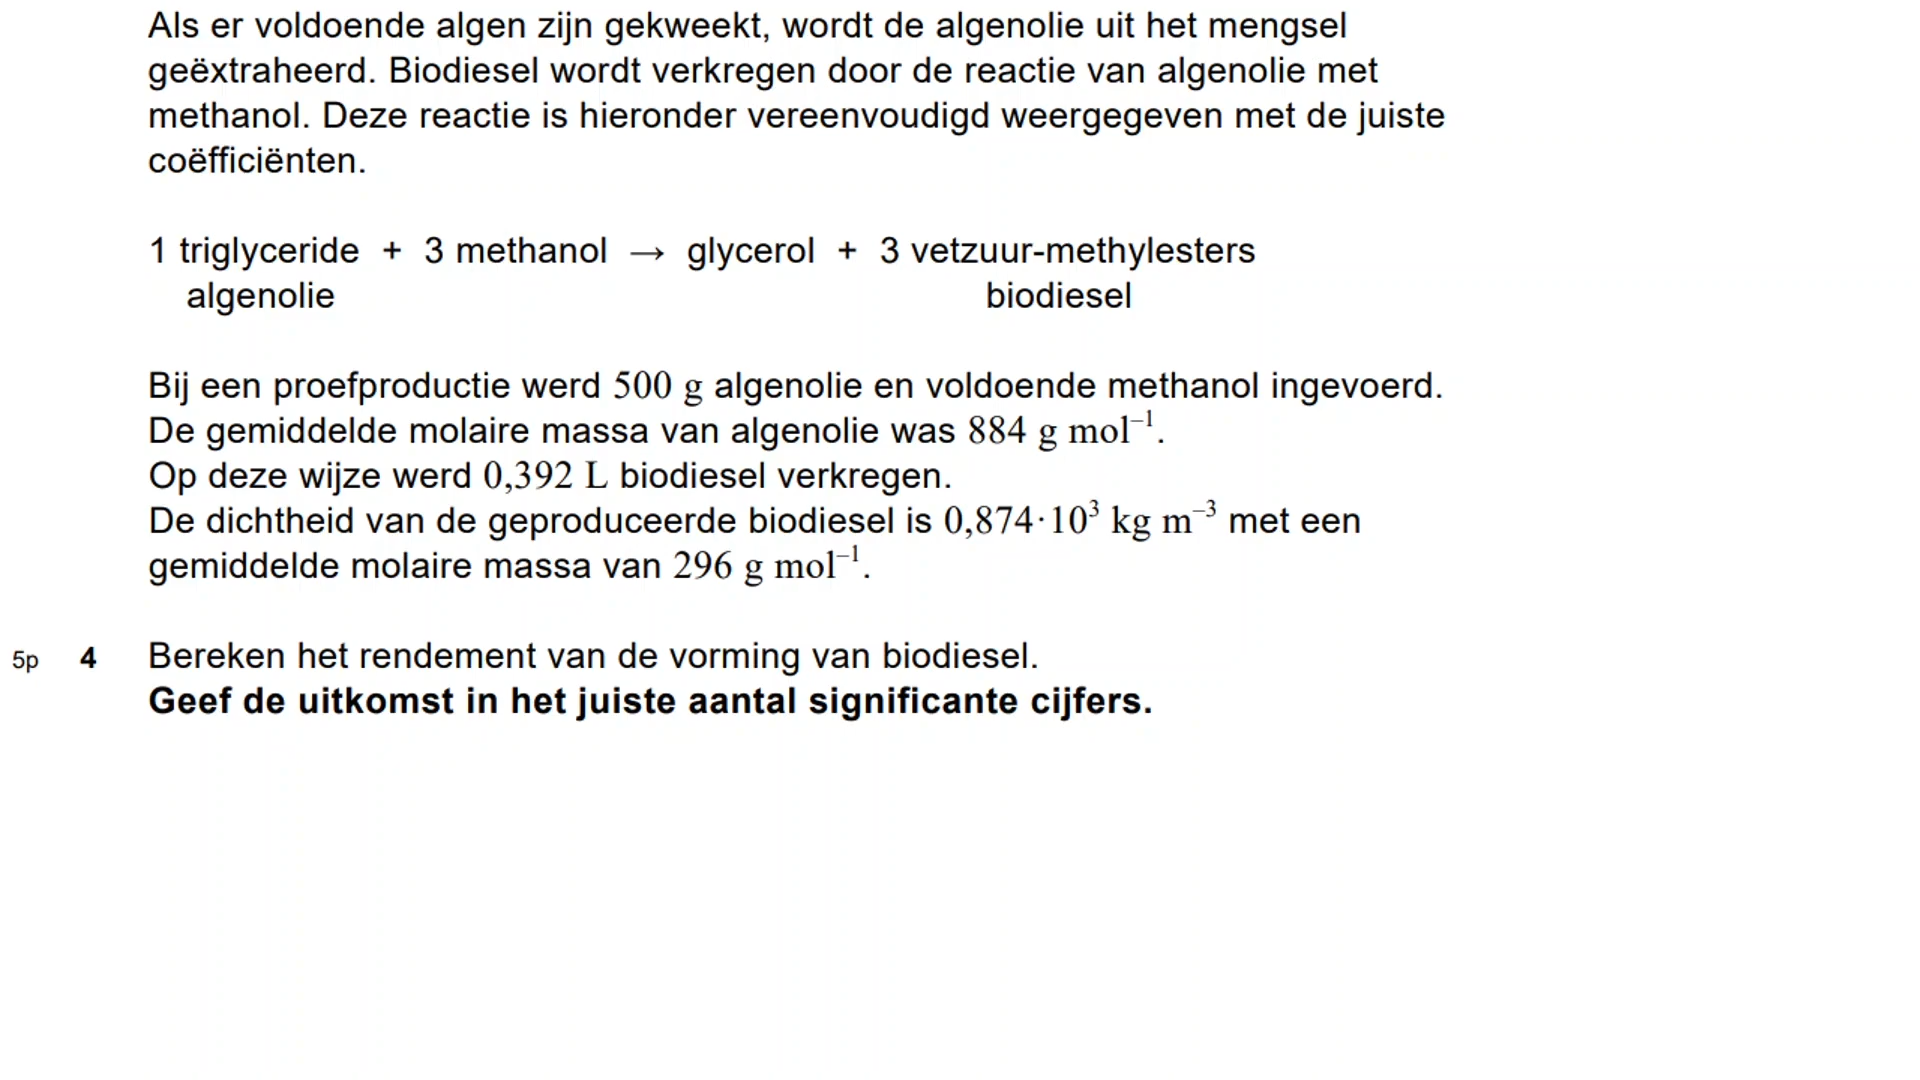 Als er voldoende algen zijn gekweekt, wordt de algenolie uit het mengsel
geëxtraheerd. Biodiesel wordt verkregen door de reactie van algenolie met
methanol. Deze reactie is hieronder vereenvoudigd weergegeven met de juiste
coëfficiënten.
1 triglyceride + 3 methanol → glycerol + 3 vetzuur-methylesters
algenolie biodiesel
Bij een proefproductie werd 500 g algenolie en voldoende methanol ingevoerd.
De gemiddelde molaire massa van algenolie was 884 g mol⁻¹.
Op deze wijze werd 0,392 L biodiesel verkregen.
De dichtheid van de geproduceerde biodiesel is 0,874·10³ kg m⁻³ met een
gemiddelde molaire massa van 296 g mol⁻¹.
5p 4 Bereken het rendement van de vorming van biodiesel.
Geef de uitkomst in het juiste aantal significante cijfers.